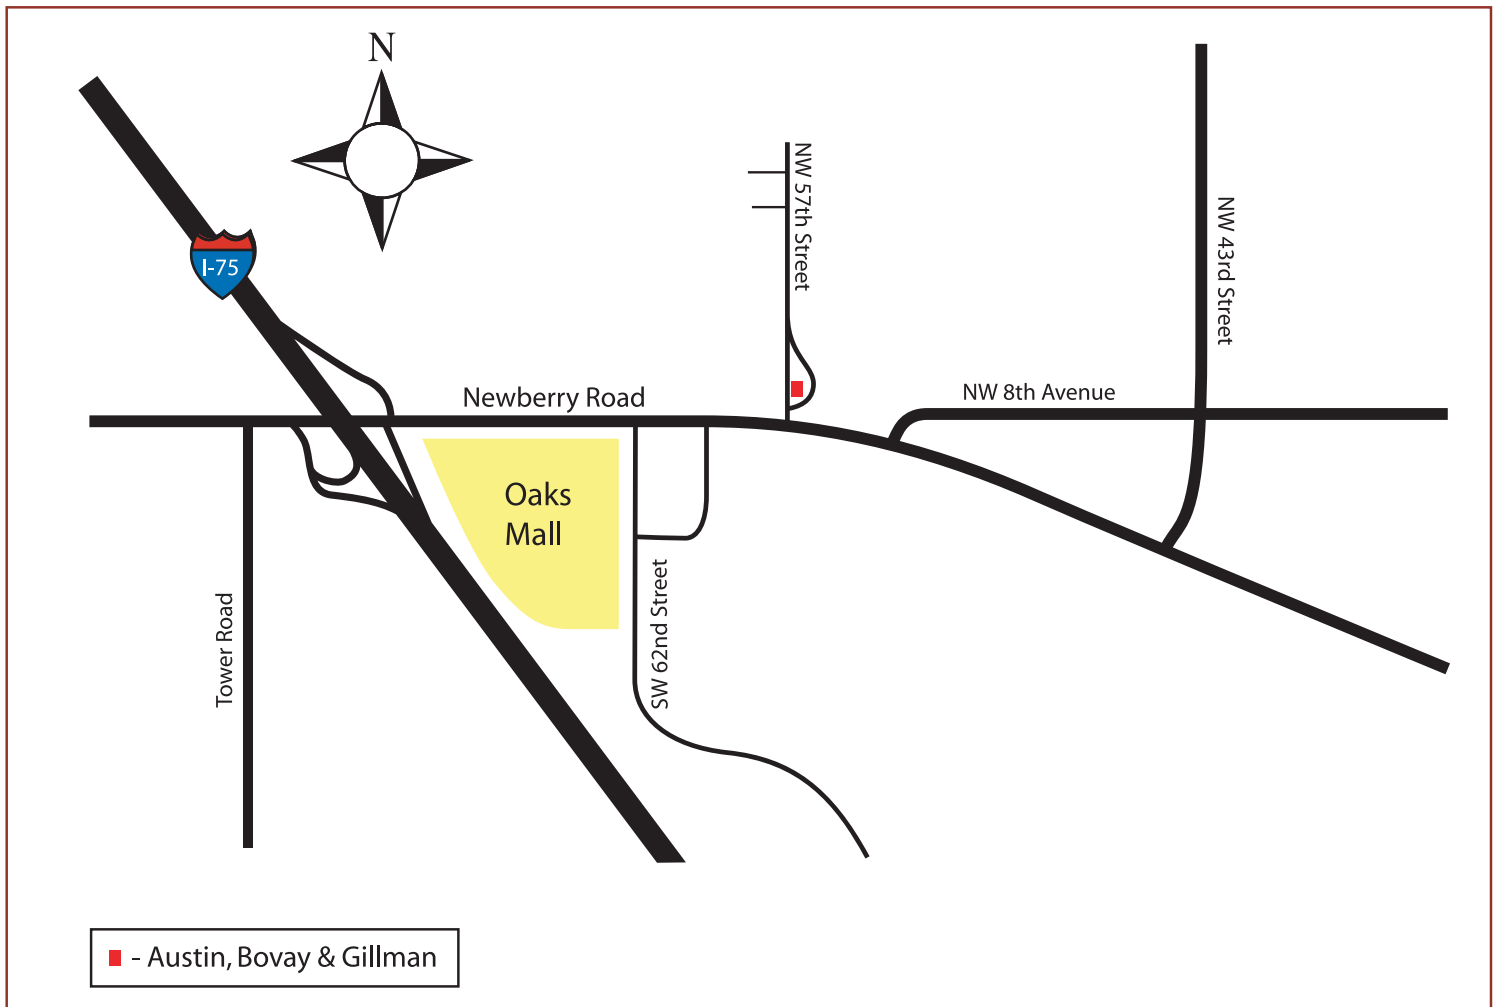 N
NW 57th Street
NW 43rd Street
I-75
Newberry Road
NW 8th Avenue
Oaks
Mall
Tower Road
SW 62nd Street
- Austin, Bovay & Gillman